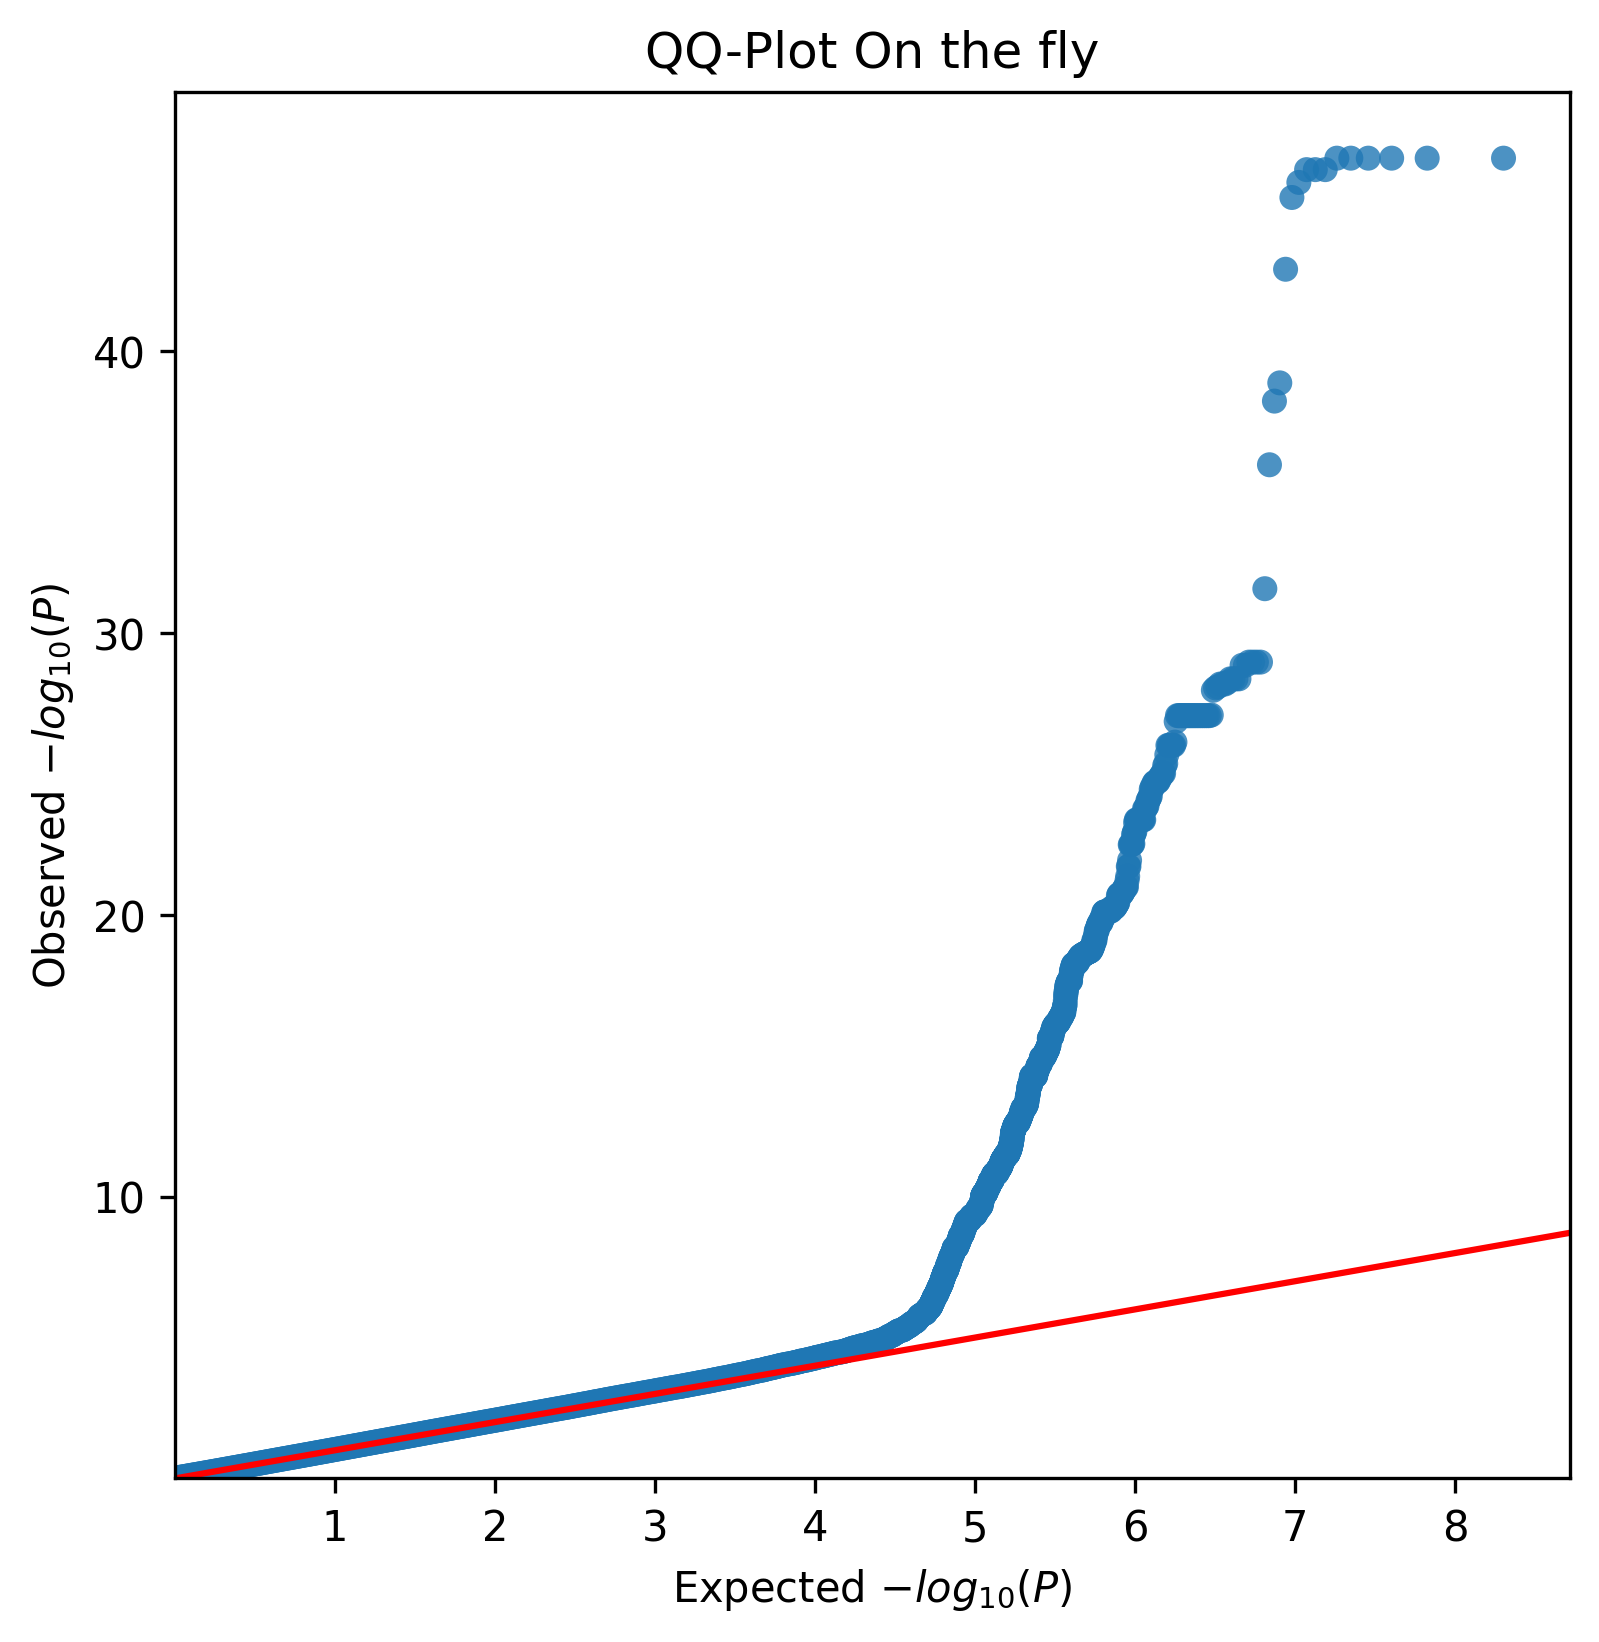 QQ-Plot On the fly
Observed −log₁₀(P)
40
30
20
10
1 2 3 4 5 6 7 8
Expected −log₁₀(P)